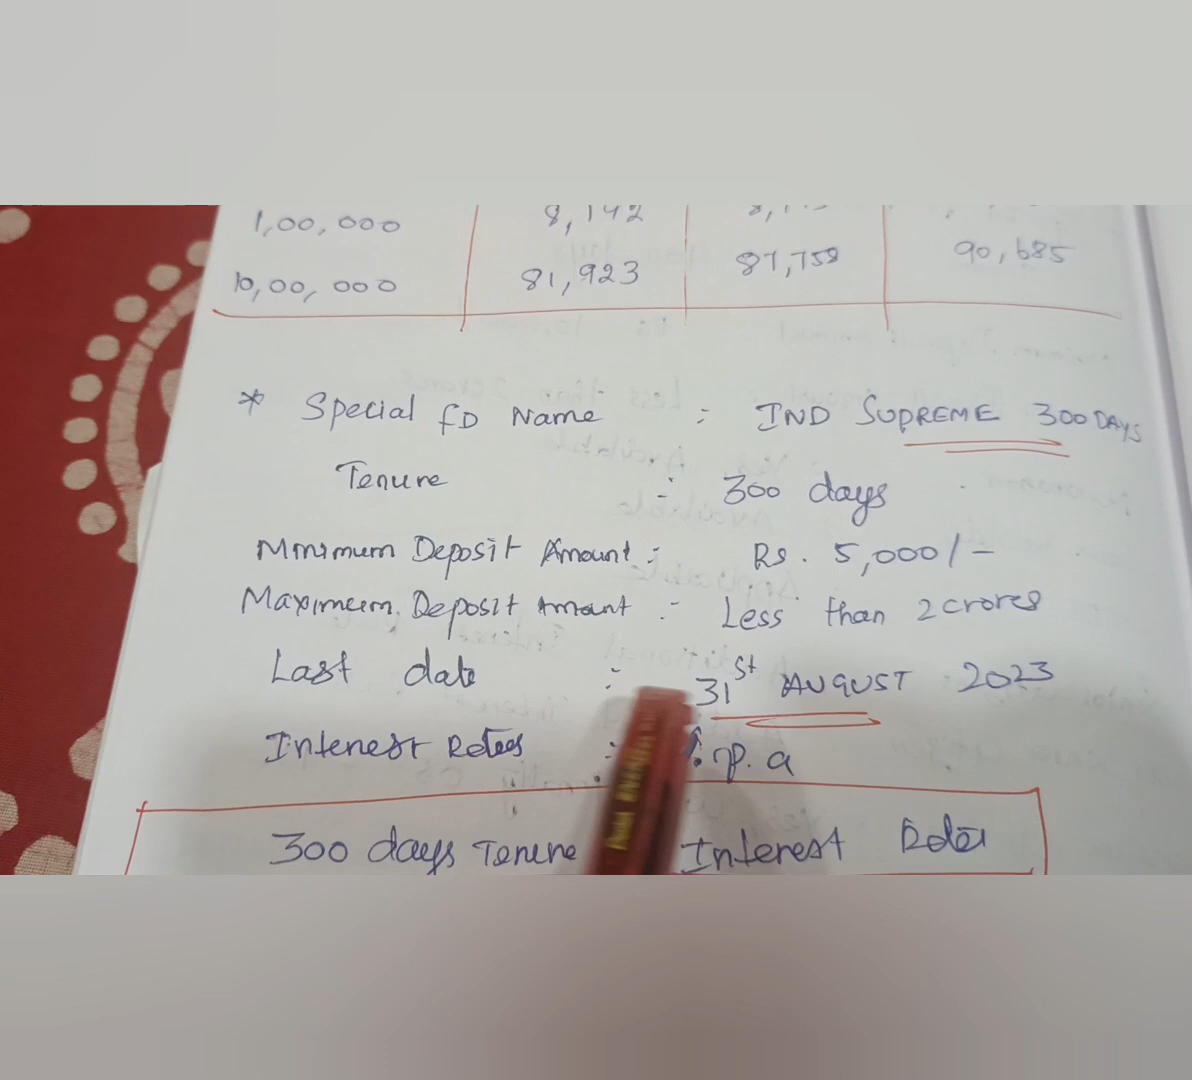 1,00,000 8,142
10,00,000 81,923 87,758 90,685
* Special FD Name : IND SUPREME 300 DAYS
Tenure :- 300 days
Minimum Deposit Amount :- Rs. 5,000/-
Maximum Deposit Amount :- Less than 2 crores
Last date :- 31st AUGUST 2023
Interest Rates : p.a
300 days Tenure Interest Rates